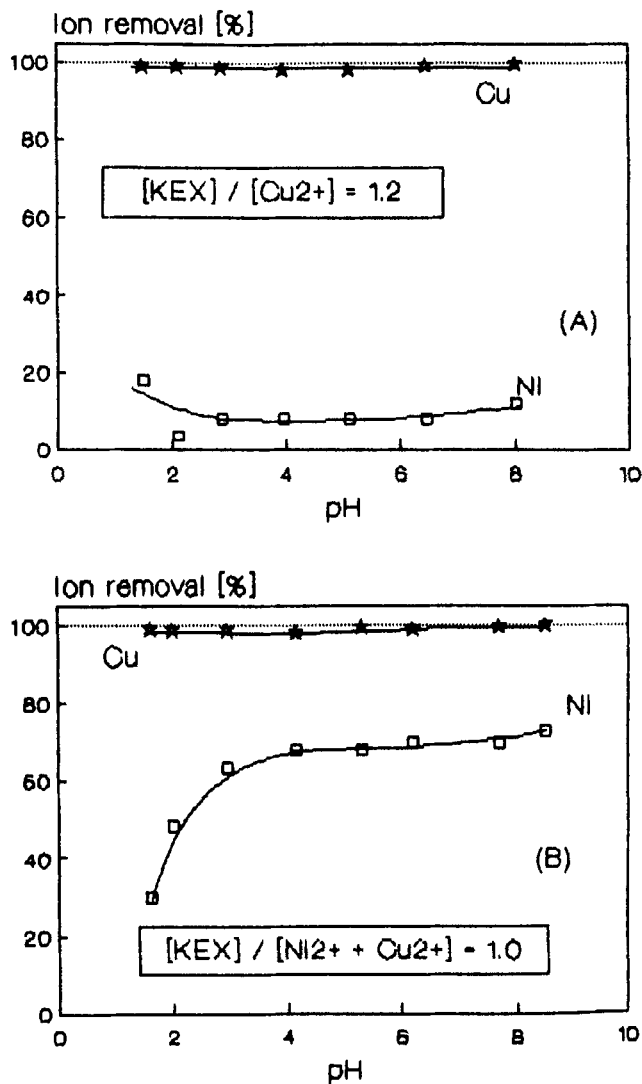 Ion removal [%]
100
80
60
40
20
0
Cu
[KEX] / [Cu2+] = 1.2
(A)
Ni
0 2 4 6 8 10
pH
Ion removal [%]
100
80
60
40
20
0
Cu
Ni
(B)
[KEX] / [Ni2+ + Cu2+] = 1.0
0 2 4 6 8 10
pH